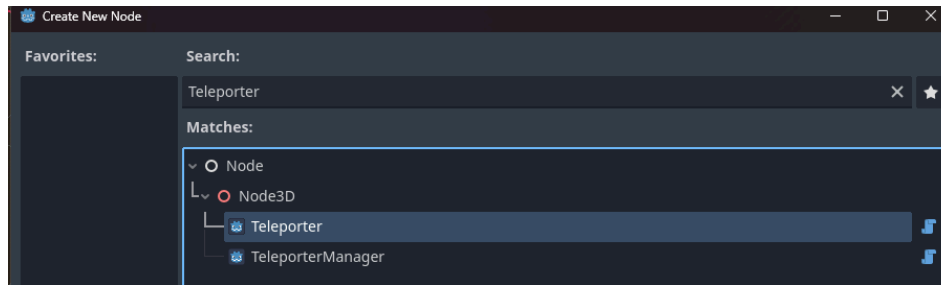 Create New Node
Favorites:
Search:
Teleporter
Matches:
Node
Node3D
Teleporter
TeleporterManager